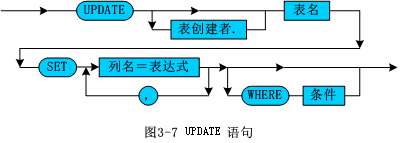 UPDATE
表创建者.
表名
SET
列名＝表达式
,
WHERE
条件
图3-7 UPDATE 语句